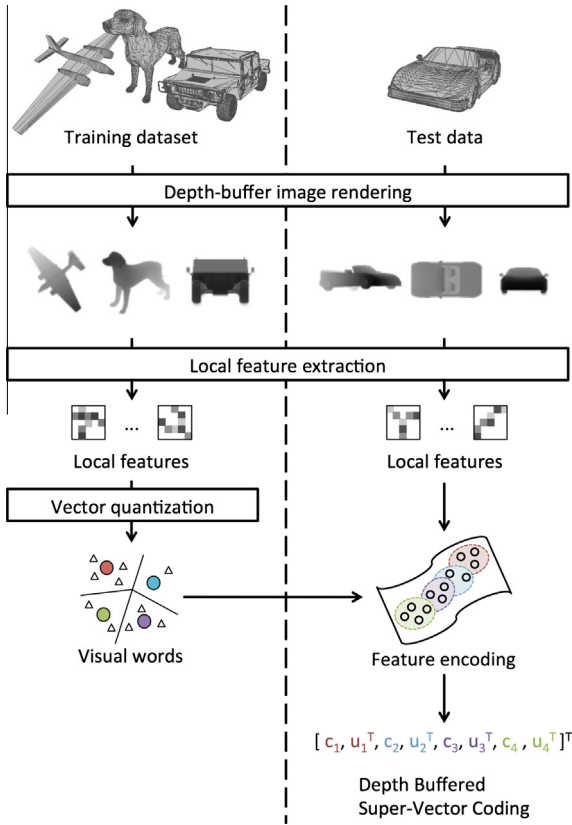 Training dataset
Test data
Depth-buffer image rendering
Local feature extraction
...
...
Local features
Local features
Vector quantization
Visual words
Feature encoding
[ c₁, u₁ᵀ, c₂, u₂ᵀ, c₃, u₃ᵀ, c₄ , u₄ᵀ ]ᵀ
Depth Buffered
Super-Vector Coding